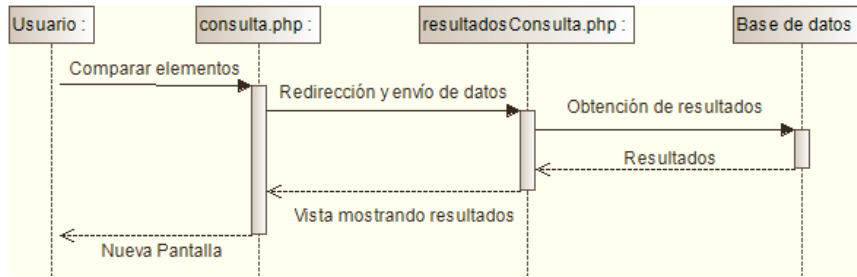 Usuario :
consulta.php :
resultadosConsulta.php :
Base de datos
Comparar elementos
Redirección y envío de datos
Obtención de resultados
Resultados
Vista mostrando resultados
Nueva Pantalla